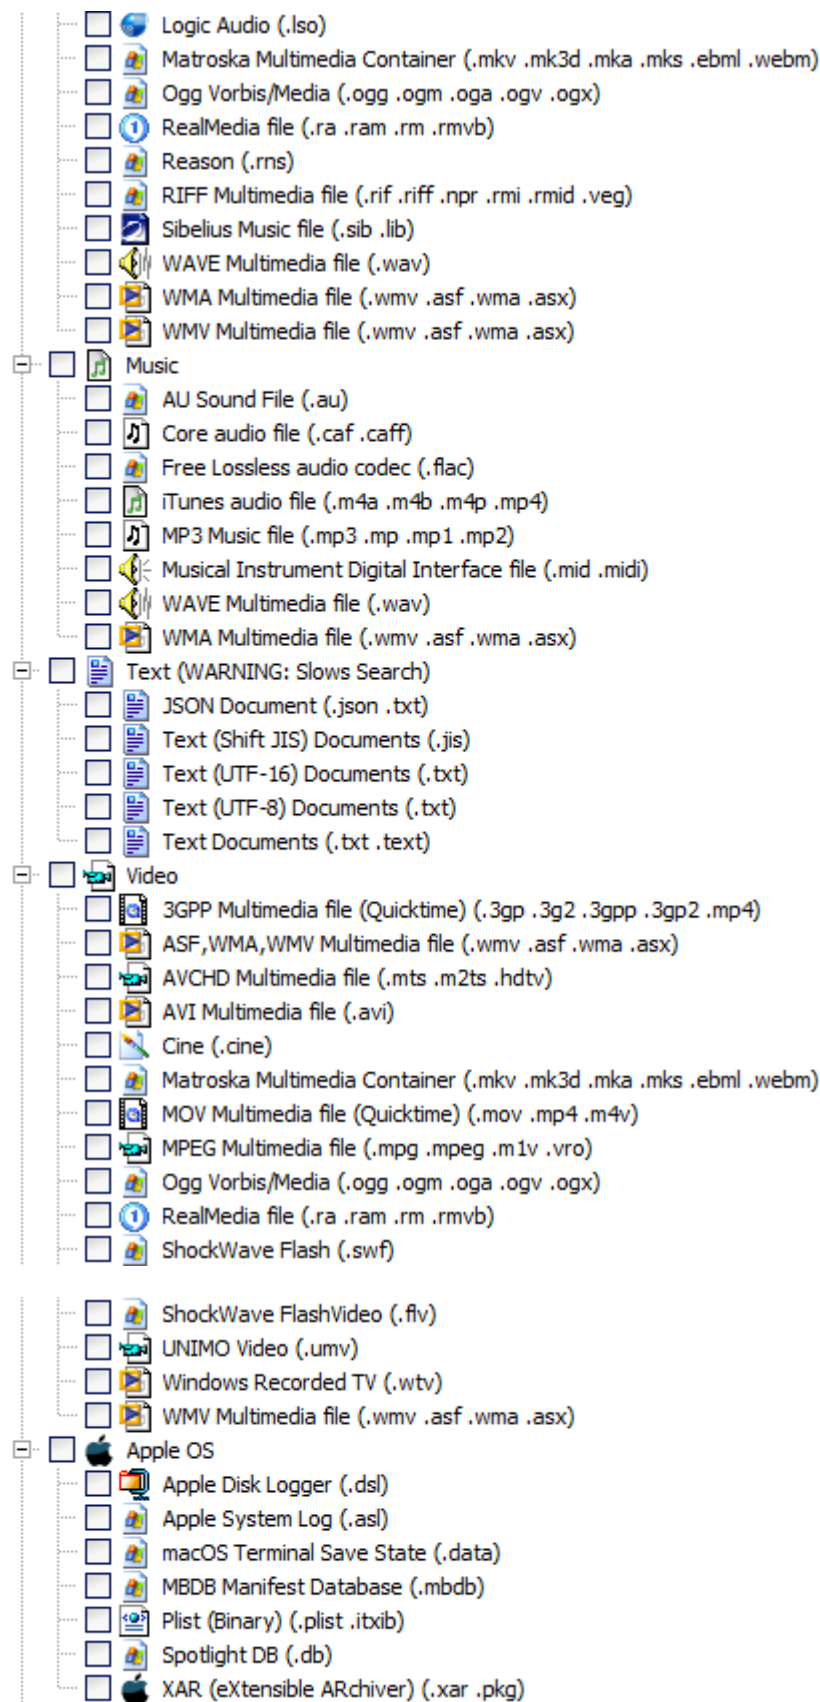 Logic Audio (.lso)
Matroska Multimedia Container (.mkv .mk3d .mka .mks .ebml .webm)
Ogg Vorbis/Media (.ogg .ogm .oga .ogv .ogx)
RealMedia file (.ra .ram .rm .rmvb)
Reason (.rns)
RIFF Multimedia file (.rif .riff .npr .rmi .rmid .veg)
Sibelius Music file (.sib .lib)
WAVE Multimedia file (.wav)
WMA Multimedia file (.wmv .asf .wma .asx)
WMV Multimedia file (.wmv .asf .wma .asx)
Music
AU Sound File (.au)
Core audio file (.caf .caff)
Free Lossless audio codec (.flac)
iTunes audio file (.m4a .m4b .m4p .mp4)
MP3 Music file (.mp3 .mp .mp1 .mp2)
Musical Instrument Digital Interface file (.mid .midi)
WAVE Multimedia file (.wav)
WMA Multimedia file (.wmv .asf .wma .asx)
Text (WARNING: Slows Search)
JSON Document (.json .txt)
Text (Shift JIS) Documents (.jis)
Text (UTF-16) Documents (.txt)
Text (UTF-8) Documents (.txt)
Text Documents (.txt .text)
Video
3GPP Multimedia file (Quicktime) (.3gp .3g2 .3gpp .3gp2 .mp4)
ASF,WMA,WMV Multimedia file (.wmv .asf .wma .asx)
AVCHD Multimedia file (.mts .m2ts .hdtv)
AVI Multimedia file (.avi)
Cine (.cine)
Matroska Multimedia Container (.mkv .mk3d .mka .mks .ebml .webm)
MOV Multimedia file (Quicktime) (.mov .mp4 .m4v)
MPEG Multimedia file (.mpg .mpeg .m1v .vro)
Ogg Vorbis/Media (.ogg .ogm .oga .ogv .ogx)
RealMedia file (.ra .ram .rm .rmvb)
ShockWave Flash (.swf)
ShockWave FlashVideo (.flv)
UNIMO Video (.umv)
Windows Recorded TV (.wtv)
WMV Multimedia file (.wmv .asf .wma .asx)
Apple OS
Apple Disk Logger (.dsl)
Apple System Log (.asl)
macOS Terminal Save State (.data)
MBDB Manifest Database (.mbdb)
Plist (Binary) (.plist .itxib)
Spotlight DB (.db)
XAR (eXtensible ARchiver) (.xar .pkg)